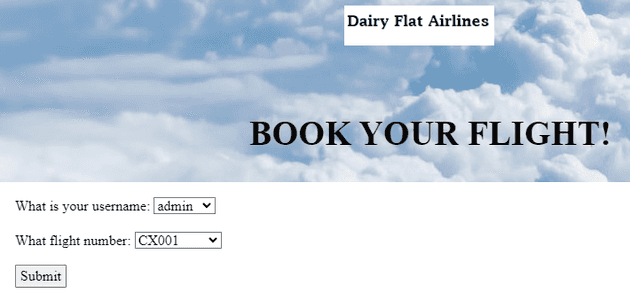 Dairy Flat Airlines
BOOK YOUR FLIGHT!
What is your username: admin
What flight number: CX001
Submit